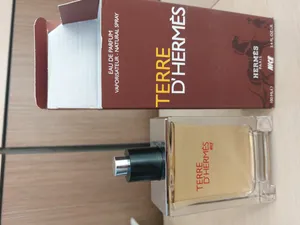 EAU DE PARFUM
VAPORISATEUR - NATURAL SPRAY
TERRE
D'HERMÈS
HERMÈS
PARIS
TERRE
D'HERMÈS